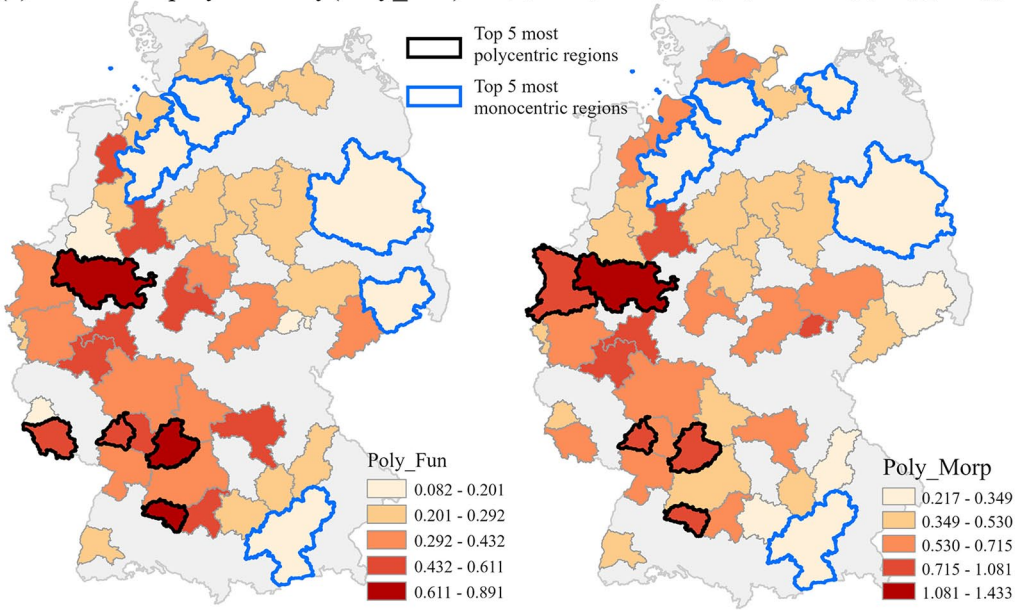 Top 5 most
polycentric regions
Top 5 most
monocentric regions
Poly_Fun
0.082 - 0.201
0.201 - 0.292
0.292 - 0.432
0.432 - 0.611
0.611 - 0.891
Poly_Morp
0.217 - 0.349
0.349 - 0.530
0.530 - 0.715
0.715 - 1.081
1.081 - 1.433